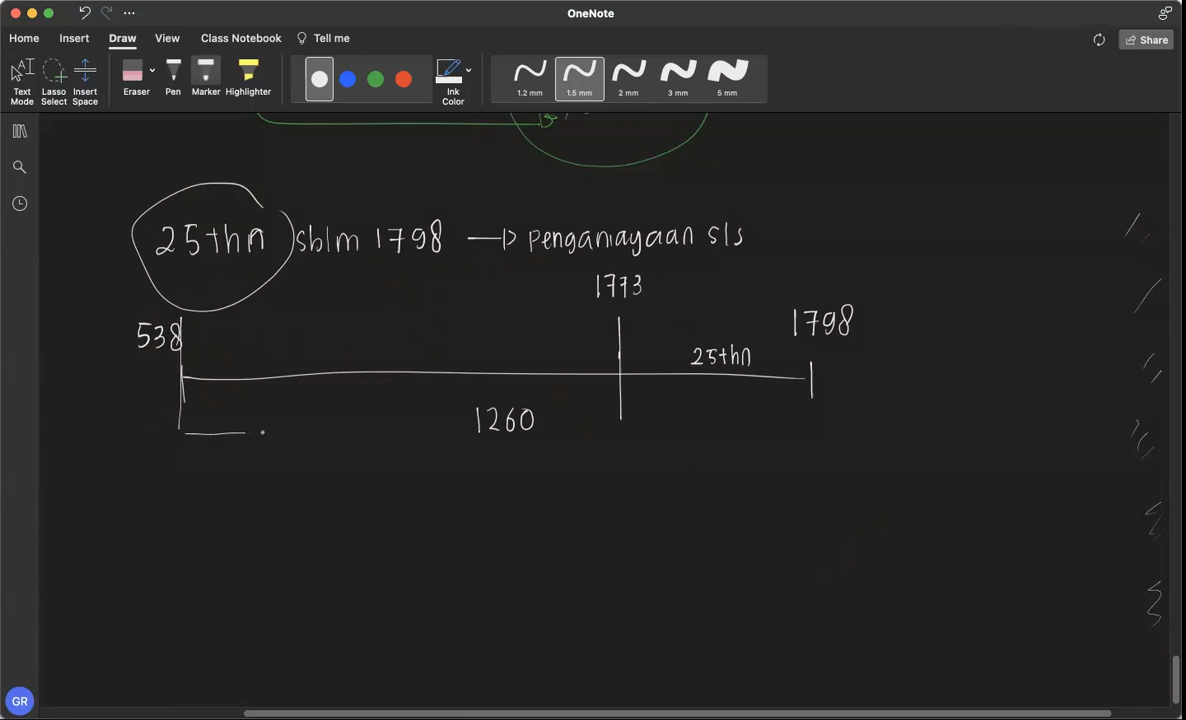 OneNote
Home Insert Draw View Class Notebook Tell me Share
Text Mode Lasso Select Insert Space Eraser Pen Marker Highlighter Ink Color 1.2 mm 1.5 mm 2 mm 3 mm 5 mm
25thn sblm 1798 penganiayaan sls
1773
538 1798
25thn
1260
GR